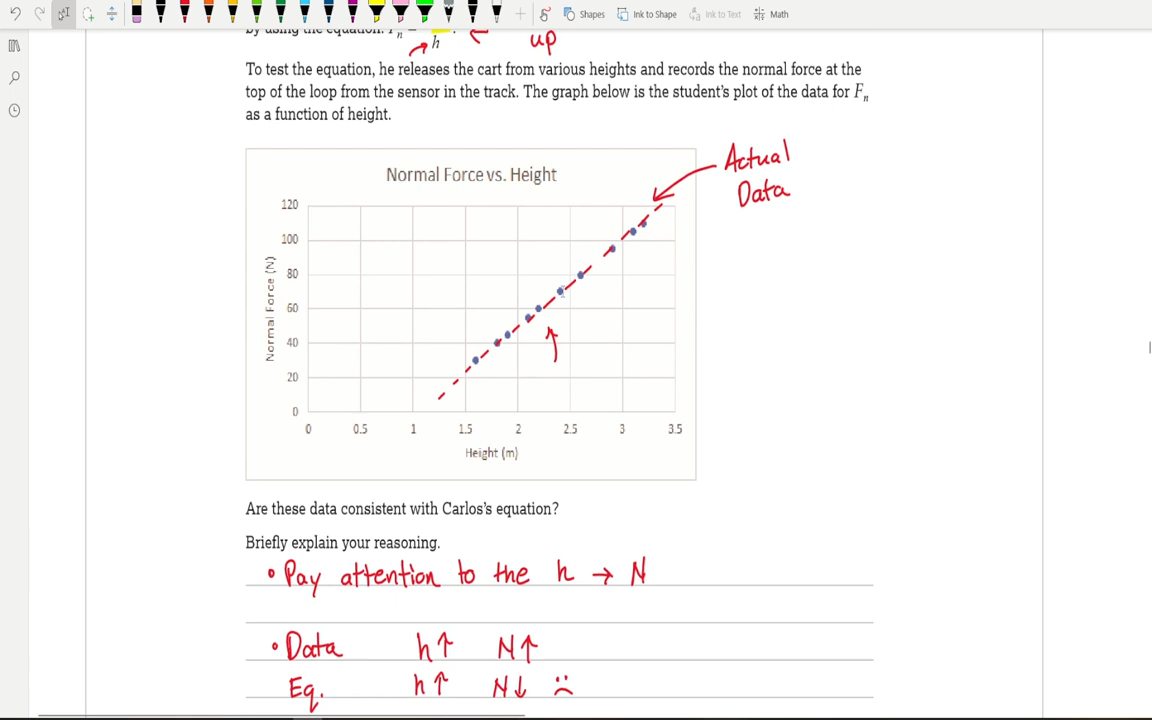 Shapes Ink to Shape Ink to Text Math
by using the equation: Fn = h .
up
To test the equation, he releases the cart from various heights and records the normal force at the
top of the loop from the sensor in the track. The graph below is the student's plot of the data for Fn
as a function of height.
Actual
Data
Normal Force vs. Height
Normal Force (N)
120
100
80
60
40
20
0
0 0.5 1 1.5 2 2.5 3 3.5
Height (m)
Are these data consistent with Carlos's equation?
Briefly explain your reasoning.
• Pay attention to the h → N
• Data h↑ N↑
Eq. h↑ N↓ :(